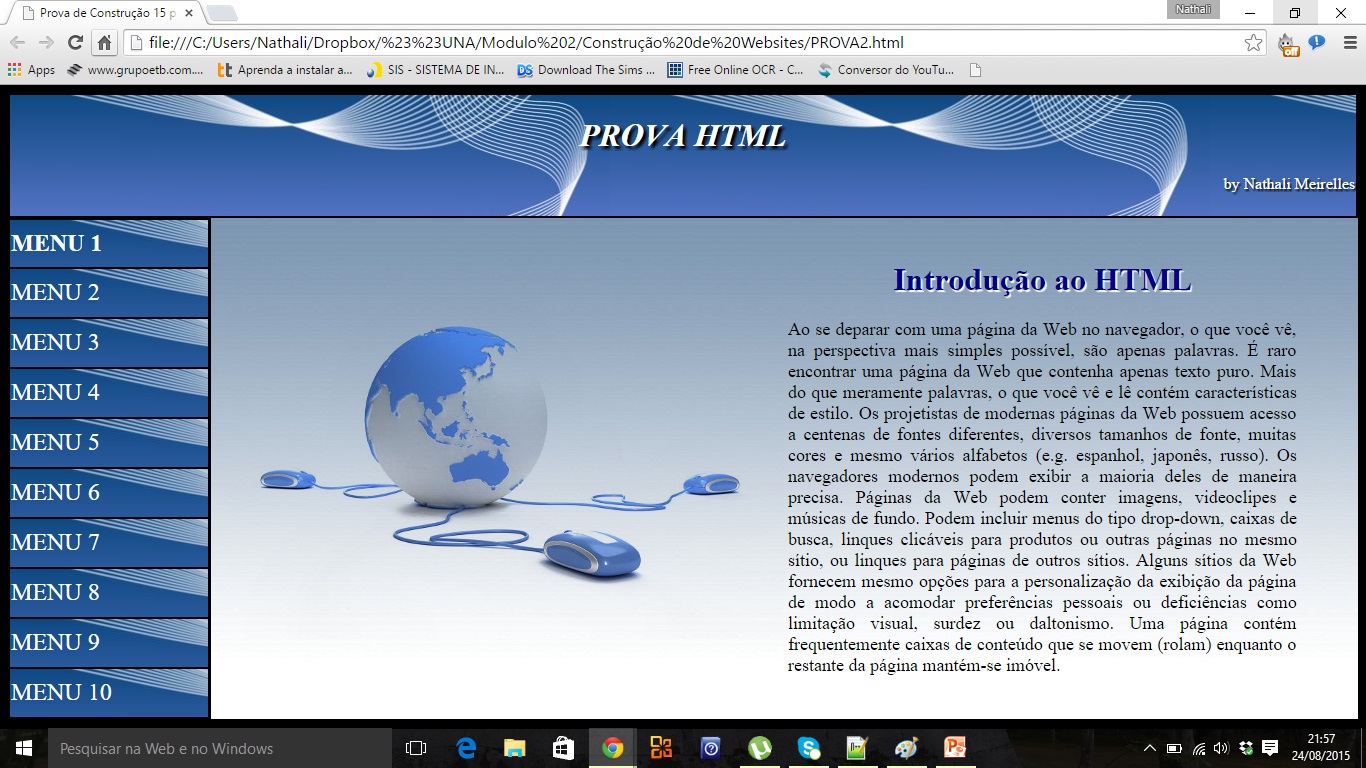 Prova de Construção 15 p
Nathali
file:///C:/Users/Nathali/Dropbox/%23%23UNA/Modulo%202/Construção%20de%20Websites/PROVA2.html
Apps www.grupoetb.com.... Aprenda a instalar a... SIS - SISTEMA DE IN... Download The Sims ... Free Online OCR - C... Conversor do YouTu...
off
PROVA HTML
by Nathali Meirelles
MENU 1
MENU 2
MENU 3
MENU 4
MENU 5
MENU 6
MENU 7
MENU 8
MENU 9
MENU 10
Introdução ao HTML
Ao se deparar com uma página da Web no navegador, o que você vê,
na perspectiva mais simples possível, são apenas palavras. É raro
encontrar uma página da Web que contenha apenas texto puro. Mais
do que meramente palavras, o que você vê e lê contém características
de estilo. Os projetistas de modernas páginas da Web possuem acesso
a centenas de fontes diferentes, diversos tamanhos de fonte, muitas
cores e mesmo vários alfabetos (e.g. espanhol, japonês, russo). Os
navegadores modernos podem exibir a maioria deles de maneira
precisa. Páginas da Web podem conter imagens, videoclipes e
músicas de fundo. Podem incluir menus do tipo drop-down, caixas de
busca, linques clicáveis para produtos ou outras páginas no mesmo
sítio, ou linques para páginas de outros sítios. Alguns sítios da Web
fornecem mesmo opções para a personalização da exibição da página
de modo a acomodar preferências pessoais ou deficiências como
limitação visual, surdez ou daltonismo. Uma página contém
frequentemente caixas de conteúdo que se movem (rolam) enquanto o
restante da página mantém-se imóvel.
Pesquisar na Web e no Windows
21:57
24/08/2015